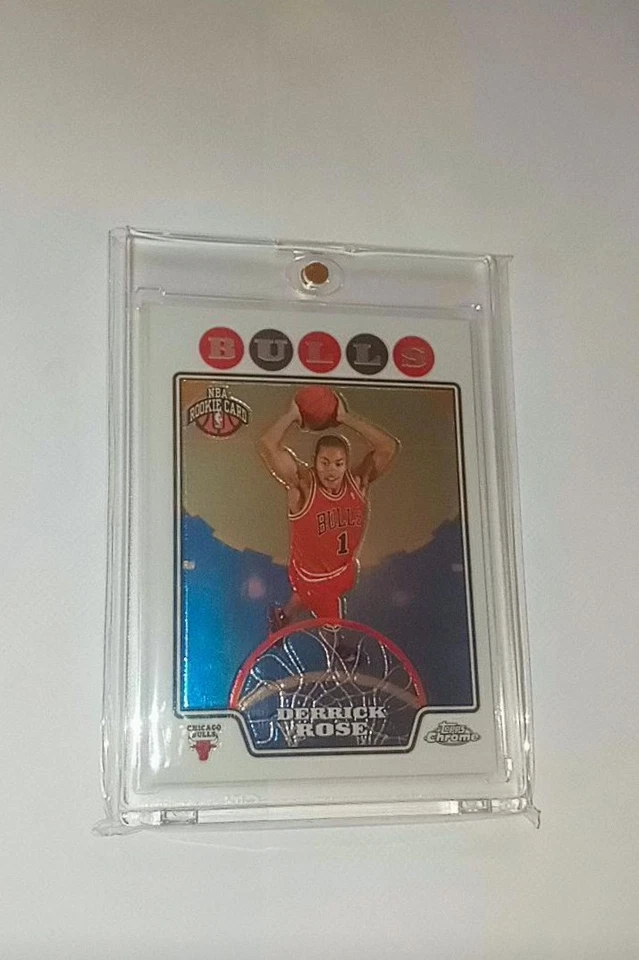 BULLS
NBA
ROOKIE CARD
BULLS
1
DERRICK
ROSE
CHICAGO
BULLS
Topps
Chrome